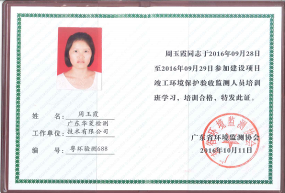 周玉霞同志于2016年09月28日
至2016年09月29日参加建设项目
竣工环境保护验收监测人员培训
班学习，培训合格，特发此证。
姓 名 周玉霞
广东华菱检测
工作单位 技术有限公司
编 号 粤环验测688
广东省环境监测协会
2016年10月11日